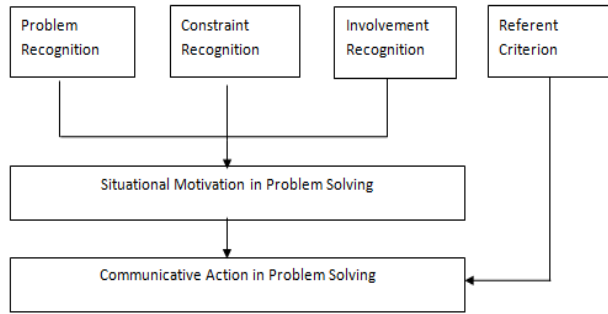 Problem
Recognition
Constraint
Recognition
Involvement
Recognition
Referent
Criterion
Situational Motivation in Problem Solving
Communicative Action in Problem Solving